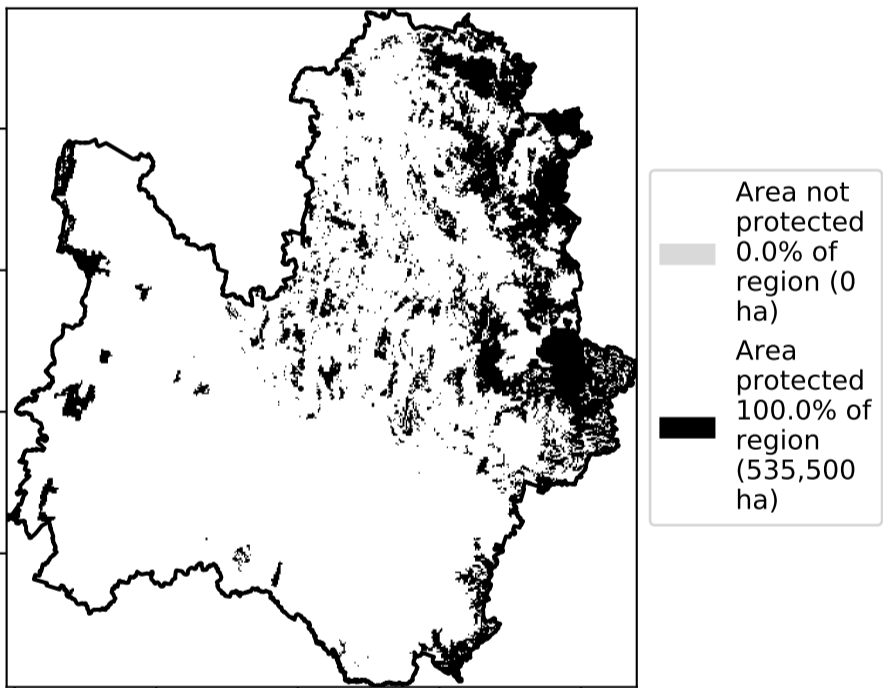 Area not
protected
0.0% of
region (0
ha)
Area
protected
100.0% of
region
(535,500
ha)